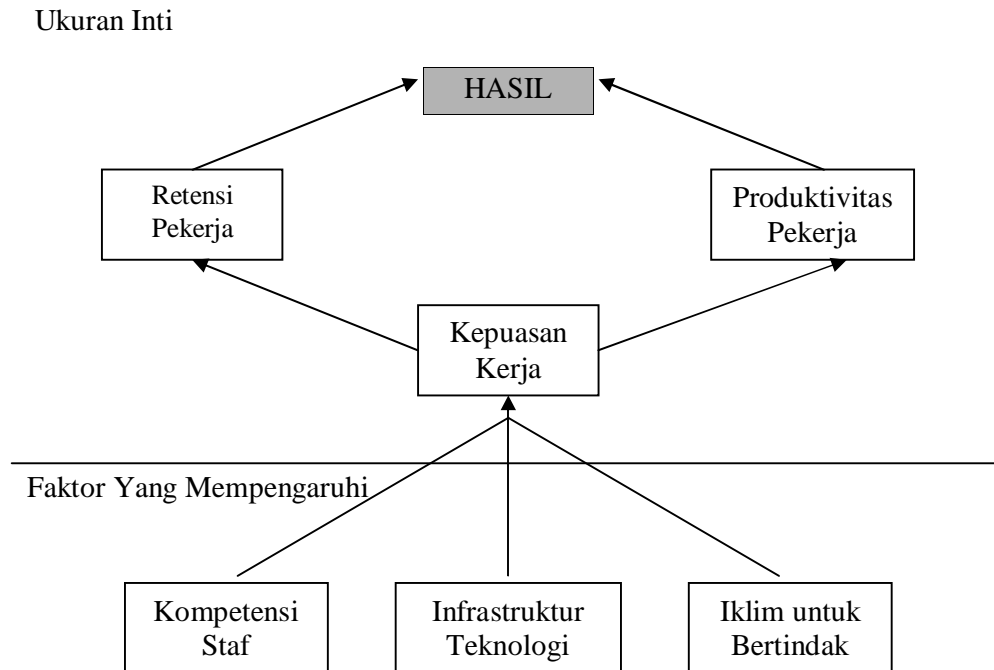 Ukuran Inti
HASIL
Retensi
Pekerja
Produktivitas
Pekerja
Kepuasan
Kerja
Faktor Yang Mempengaruhi
Kompetensi
Staf
Infrastruktur
Teknologi
Iklim untuk
Bertindak